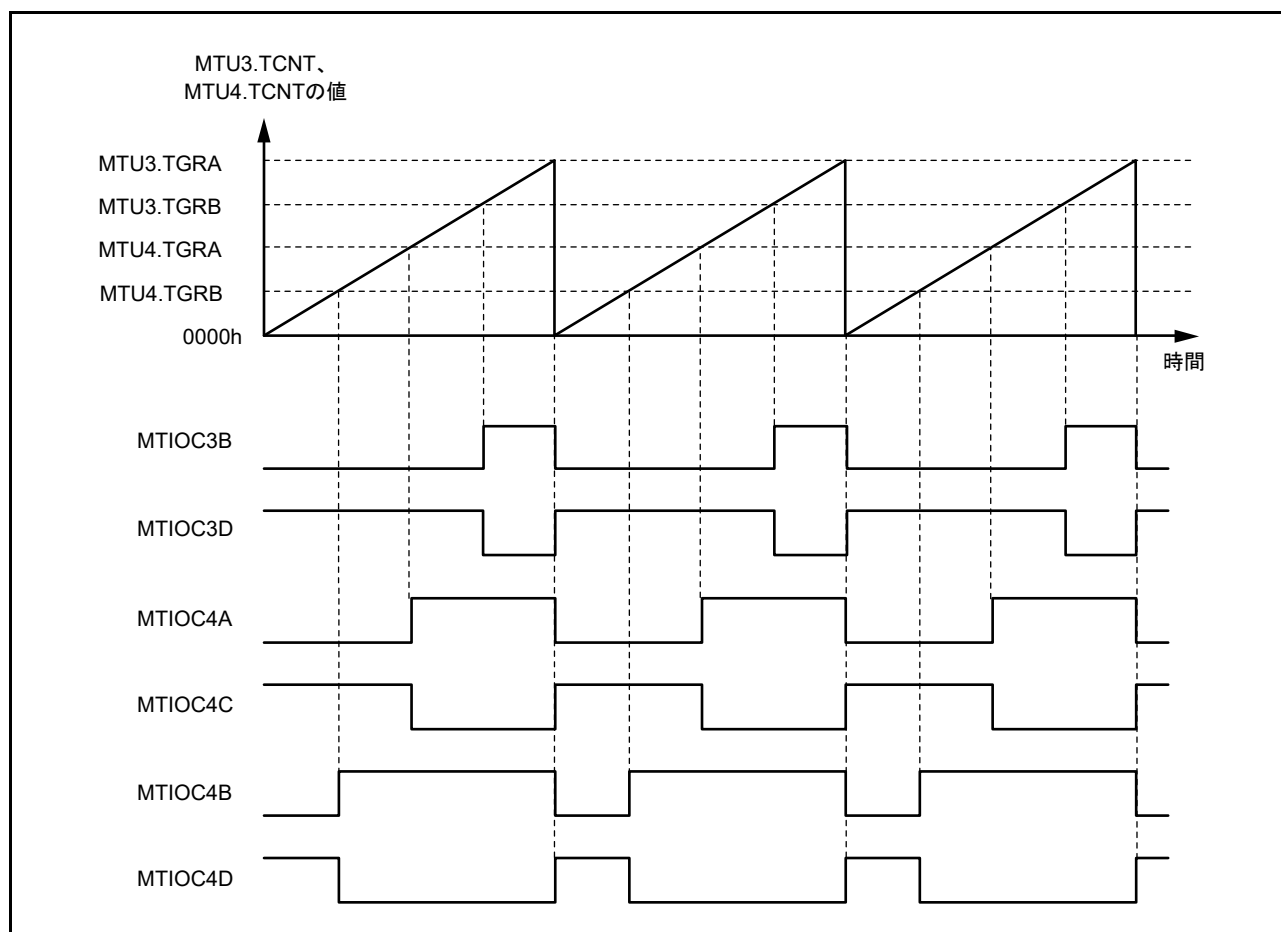 MTU3.TCNT、
MTU4.TCNTの値
MTU3.TGRA
MTU3.TGRB
MTU4.TGRA
MTU4.TGRB
0000h
時間
MTIOC3B
MTIOC3D
MTIOC4A
MTIOC4C
MTIOC4B
MTIOC4D